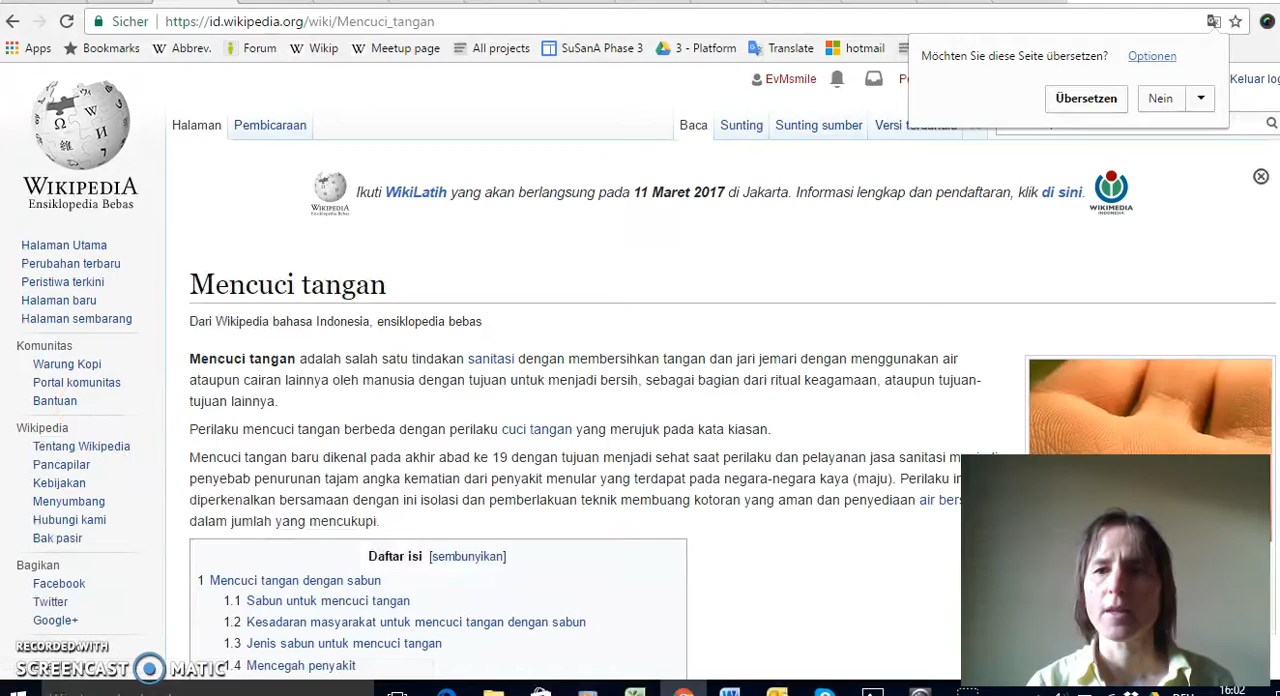 Sicher
https://id.wikipedia.org/wiki/Mencuci_tangan
Apps Bookmarks Abbrev. Forum Wikip Meetup page All projects SuSanA Phase 3 3 - Platform Translate hotmail
Möchten Sie diese Seite übersetzen? Optionen
Übersetzen Nein
EvMsmile
Keluar log
Halaman Pembicaraan
Baca Sunting Sunting sumber
WIKIPEDIA
Ensiklopedia Bebas
Ikuti WikiLatih yang akan berlangsung pada 11 Maret 2017 di Jakarta. Informasi lengkap dan pendaftaran, klik di sini.
WIKIPEDIA
Ensiklopedia Bebas
WIKIMEDIA
INDONESIA
Halaman Utama
Perubahan terbaru
Peristiwa terkini
Halaman baru
Halaman sembarang
Komunitas
Warung Kopi
Portal komunitas
Bantuan
Wikipedia
Tentang Wikipedia
Pancapilar
Kebijakan
Menyumbang
Hubungi kami
Bak pasir
Bagikan
Facebook
Twitter
Google+
Mencuci tangan
Dari Wikipedia bahasa Indonesia, ensiklopedia bebas
Mencuci tangan adalah salah satu tindakan sanitasi dengan membersihkan tangan dan jari jemari dengan menggunakan air
ataupun cairan lainnya oleh manusia dengan tujuan untuk menjadi bersih, sebagai bagian dari ritual keagamaan, ataupun tujuan-
tujuan lainnya.
Perilaku mencuci tangan berbeda dengan perilaku cuci tangan yang merujuk pada kata kiasan.
Mencuci tangan baru dikenal pada akhir abad ke 19 dengan tujuan menjadi sehat saat perilaku dan pelayanan jasa sanitasi
penyebab penurunan tajam angka kematian dari penyakit menular yang terdapat pada negara-negara kaya (maju). Perilaku
diperkenalkan bersamaan dengan ini isolasi dan pemberlakuan teknik membuang kotoran yang aman dan penyediaan air
dalam jumlah yang mencukupi.
Daftar isi [sembunyikan]
1 Mencuci tangan dengan sabun
1.1 Sabun untuk mencuci tangan
1.2 Kesadaran masyarakat untuk mencuci tangan dengan sabun
1.3 Jenis sabun untuk mencuci tangan
1.4 Mencegah penyakit
RECORDED WITH
SCREENCAST MATIC
16:02